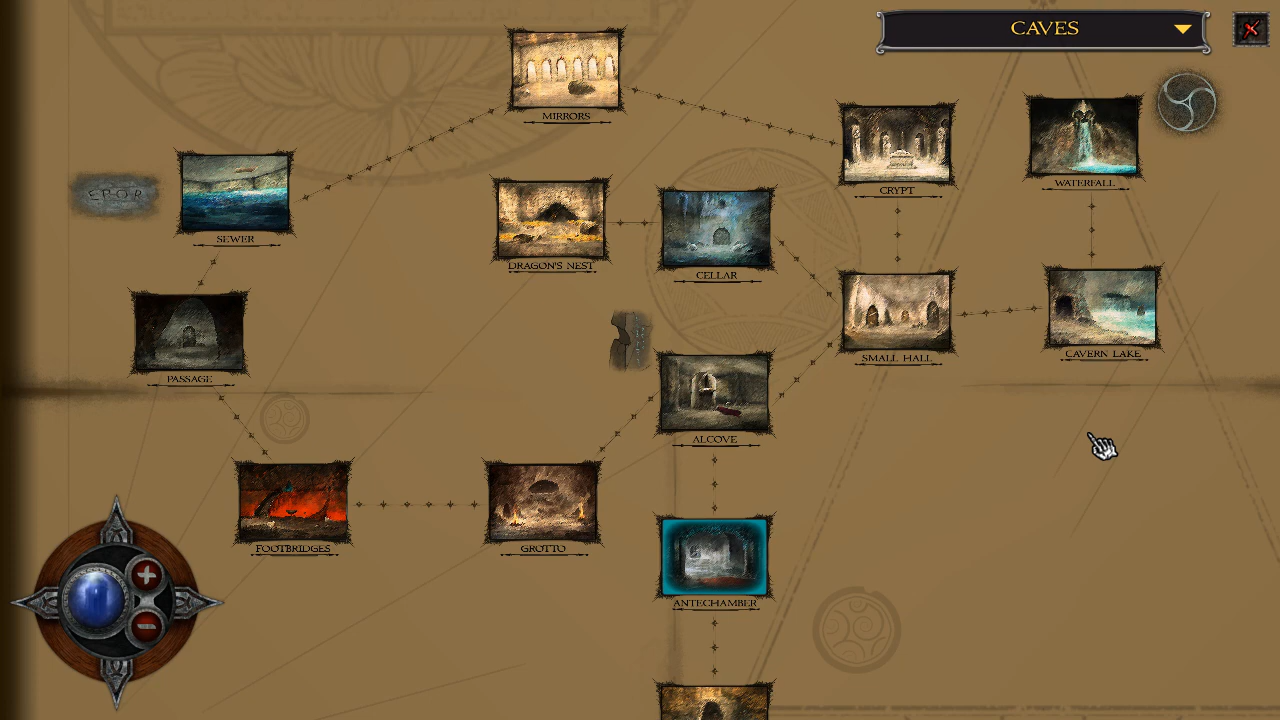 CAVES
MIRRORS
CRYPT
WATERFALL
SEWER
DRAGON'S NEST
CELLAR
SMALL HALL
CAVERN LAKE
PASSAGE
ALCOVE
FOOTBRIDGES
GROTTO
ANTECHAMBER